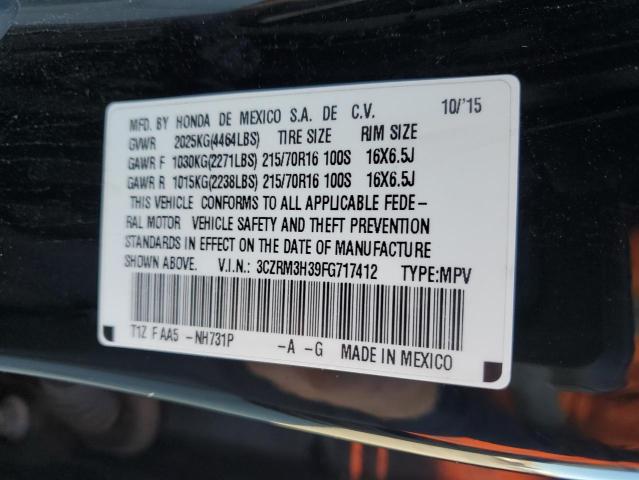 MFD. BY HONDA DE MEXICO S.A. DE C.V. 10/'15
GVWR 2025KG(4464LBS) TIRE SIZE RIM SIZE
GAWR F 1030KG(2271LBS) 215/70R16 100S 16X6.5J
GAWR R 1015KG(2238LBS) 215/70R16 100S 16X6.5J
THIS VEHICLE CONFORMS TO ALL APPLICABLE FEDE-
RAL MOTOR VEHICLE SAFETY AND THEFT PREVENTION
STANDARDS IN EFFECT ON THE DATE OF MANUFACTURE
SHOWN ABOVE. V.I.N.: 3CZRM3H39FG717412 TYPE:MPV
T1Z F AA5 -NH731P -A -G MADE IN MEXICO